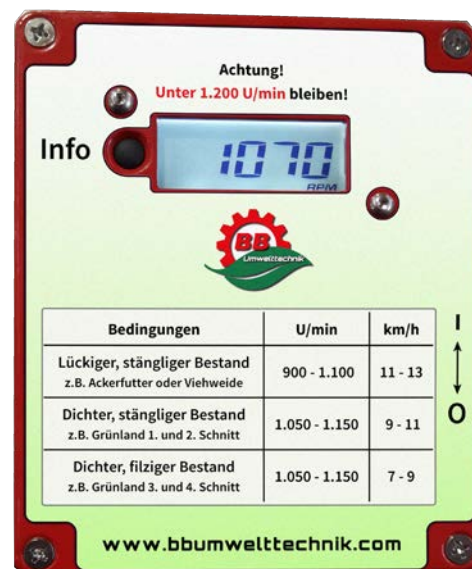 Achtung!
Unter 1.200 U/min bleiben!
Info
1070
RPM
BB
Umwelttechnik
Bedingungen U/min km/h
Lückiger, stängliger Bestand
z.B. Ackerfutter oder Viehweide
900 - 1.100 11 - 13
Dichter, stängliger Bestand
z.B. Grünland 1. und 2. Schnitt
1.050 - 1.150 9 - 11
Dichter, filziger Bestand
z.B. Grünland 3. und 4. Schnitt
1.050 - 1.150 7 - 9
I
O
www.bbumwelttechnik.com